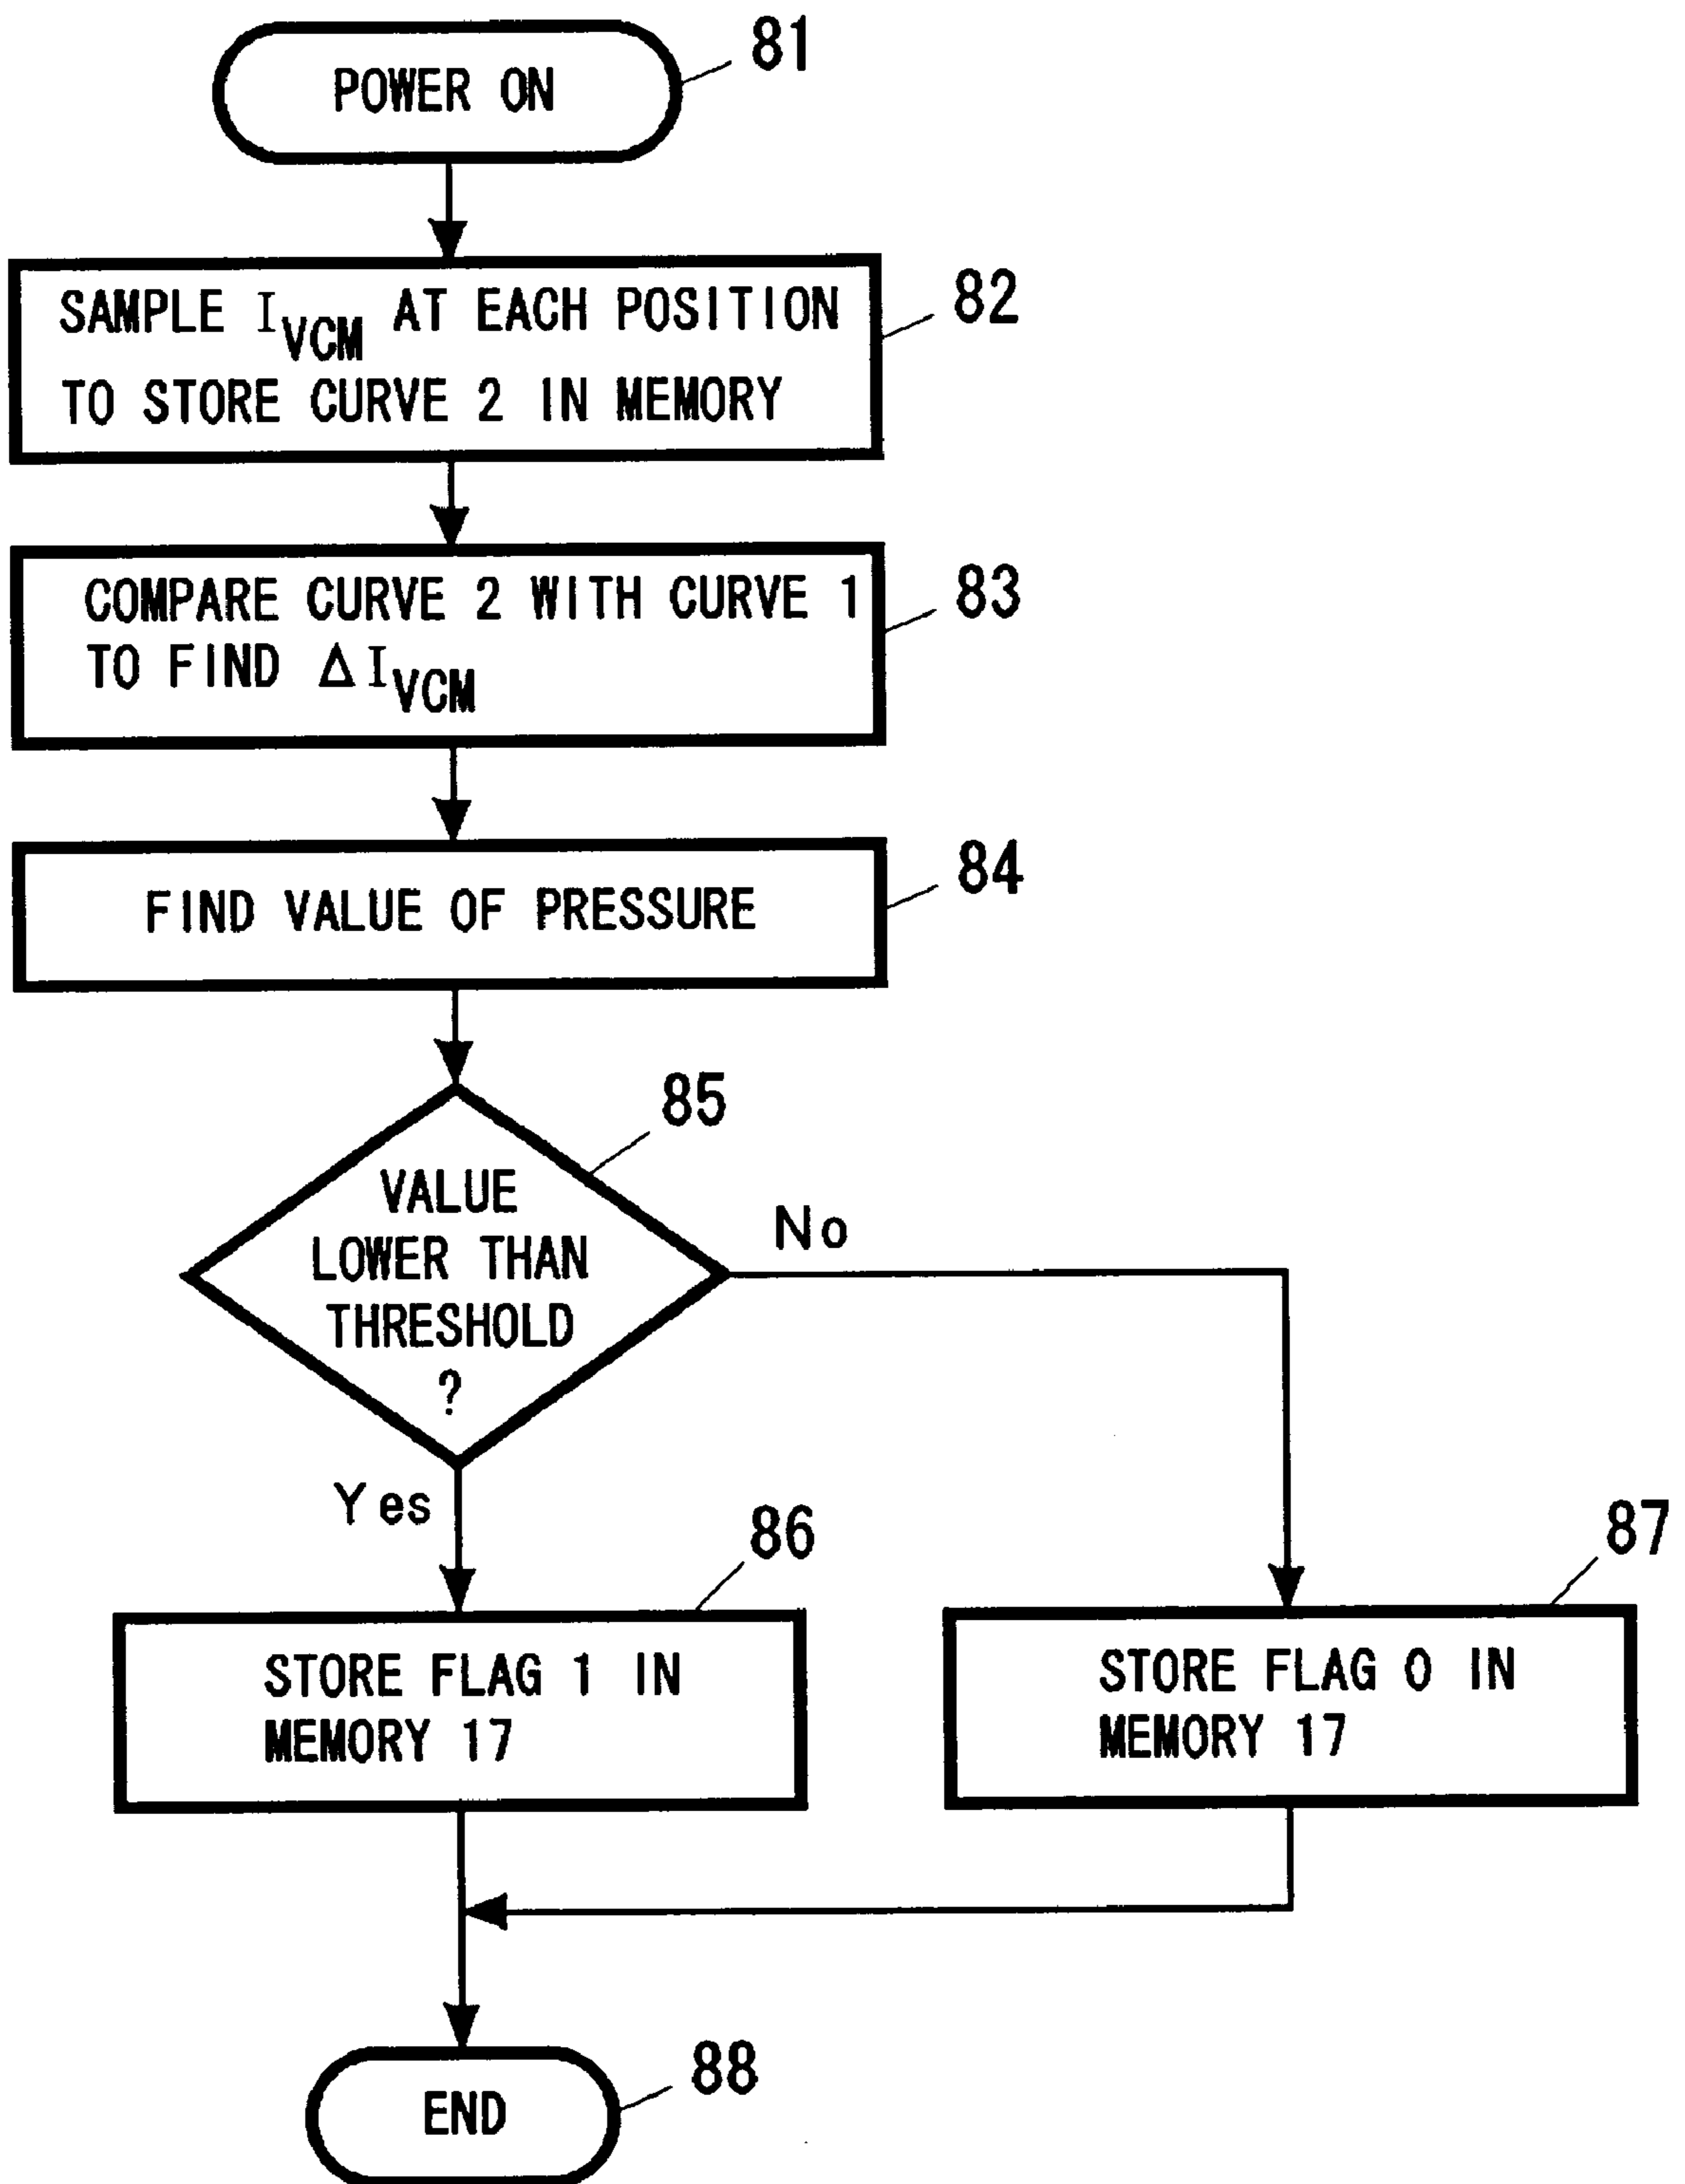 POWER ON
81
SAMPLE IVCM AT EACH POSITION
TO STORE CURVE 2 IN MEMORY
82
COMPARE CURVE 2 WITH CURVE 1
TO FIND ΔIVCM
83
FIND VALUE OF PRESSURE
84
85
VALUE
LOWER THAN
THRESHOLD
?
No
Yes
86
STORE FLAG 1 IN
MEMORY 17
87
STORE FLAG 0 IN
MEMORY 17
END
88